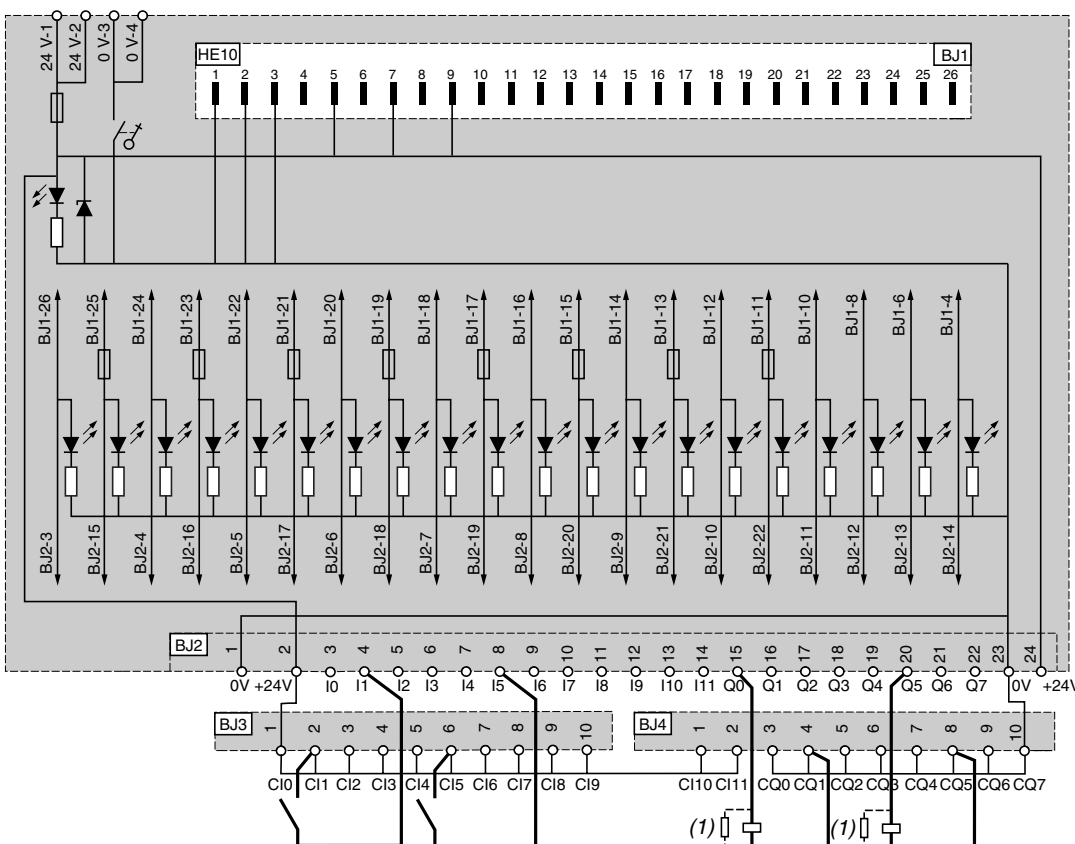 24 V-1 24 V-2 0 V-3 0 V-4
HE10 BJ1
1 2 3 4 5 6 7 8 9 10 11 12 13 14 15 16 17 18 19 20 21 22 23 24 25 26
BJ1-26 BJ1-25 BJ1-24 BJ1-23 BJ1-22 BJ1-21 BJ1-20 BJ1-19 BJ1-18 BJ1-17 BJ1-16 BJ1-15 BJ1-14 BJ1-13 BJ1-12 BJ1-11 BJ1-10 BJ1-8 BJ1-6 BJ1-4
BJ2-3 BJ2-15 BJ2-4 BJ2-16 BJ2-5 BJ2-17 BJ2-6 BJ2-18 BJ2-7 BJ2-19 BJ2-8 BJ2-20 BJ2-9 BJ2-21 BJ2-10 BJ2-22 BJ2-11 BJ2-12 BJ2-13 BJ2-14
BJ2 1 2 3 4 5 6 7 8 9 10 11 12 13 14 15 16 17 18 19 20 21 22 23 24
0V +24V I0 I1 I2 I3 I4 I5 I6 I7 I8 I9 I10 I11 Q0 Q1 Q2 Q3 Q4 Q5 Q6 Q7 0V +24V
BJ3 1 2 3 4 5 6 7 8 9 10 BJ4 1 2 3 4 5 6 7 8 9 10
CI0 CI1 CI2 CI3 CI4 CI5 CI6 CI7 CI8 CI9 CI10 CI11 CQ0 CQ1 CQ2 CQ3 CQ4 CQ5 CQ6 CQ7
(1) (1)